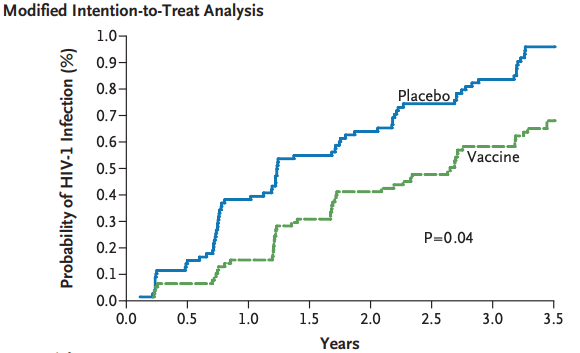 Modified Intention-to-Treat Analysis
Probability of HIV-1 Infection (%)
1.0
0.9
0.8
0.7
0.6
0.5
0.4
0.3
0.2
0.1
0.0
Placebo
Vaccine
P=0.04
0.0 0.5 1.0 1.5 2.0 2.5 3.0 3.5
Years